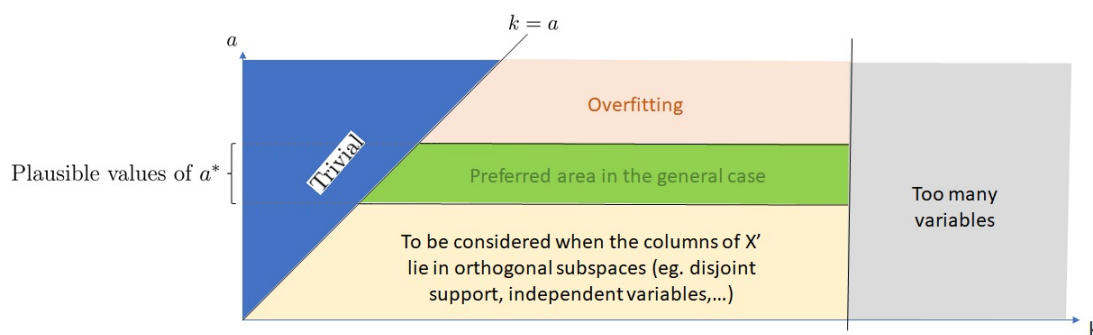 k = a
a
Overfitting
Trivial
Plausible values of a*
Preferred area in the general case
Too many
variables
To be considered when the columns of X’
lie in orthogonal subspaces (eg. disjoint
support, independent variables,…)